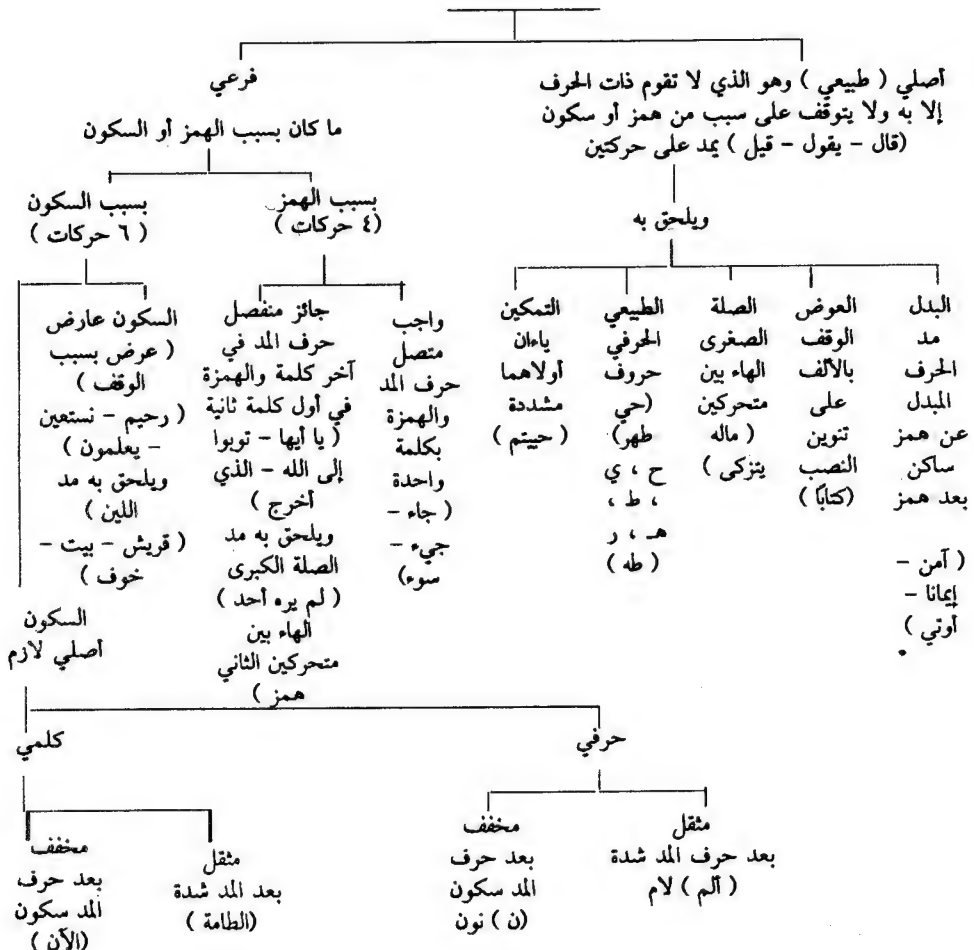 أصلي ( طبيعي ) وهو الذي لا تقوم ذات الحرف
إلا به ولا يتوقف على سبب من همز أو سكون
(قال – يقول – قيل ) يمد على حركتين
ويلحق به
البدل
مد
الحرف
المبدل
عن همز
ساكن
بعد همز
( آمن –
إيمانا –
أوتي )
العوض
الوقف
بالألف
على
تنوين
النصب
(كتابًا )
الصلة
الصغرى
الهاء بين
متحركين
( ماله
يتزكى )
الطبيعي
الحرفي
حروف
(حي
طهر)
ح ، ي
، ط ،
هـ ، ر
( طه )
التمكين
ياءان
أولاهما
مشددة
( حييتم )
فرعي
ما كان بسبب الهمز أو السكون
بسبب الهمز
(٤ حركات )
واجب
متصل
حرف المد
والهمزة
بكلمة
واحدة
( جاء –
جيء –
سوء)
جائز منفصل
حرف المد في
آخر كلمة والهمزة
في أول كلمة ثانية
( يا أيها – توبوا
إلى الله – الذي
أخرج )
ويلحق به مد
الصلة الكبرى
( لم يره أحد )
الهاء بين
متحركين الثاني
همز )
بسبب السكون
( ٦ حركات )
السكون عارض
( عرض بسبب
الوقف )
( رحيم – نستعين
– يعلمون )
ويلحق به مد
اللين )
( قريش – بيت –
خوف )
السكون
أصلي لازم
حرفي
مثقل
بعد حرف المد شدة
( ألم ) لام
مخفف
بعد حرف
المد سكون
(ن ) نون
كلمي
مثقل
بعد المد شدة
(الطامة )
مخفف
بعد حرف
المد سكون
(الآن )